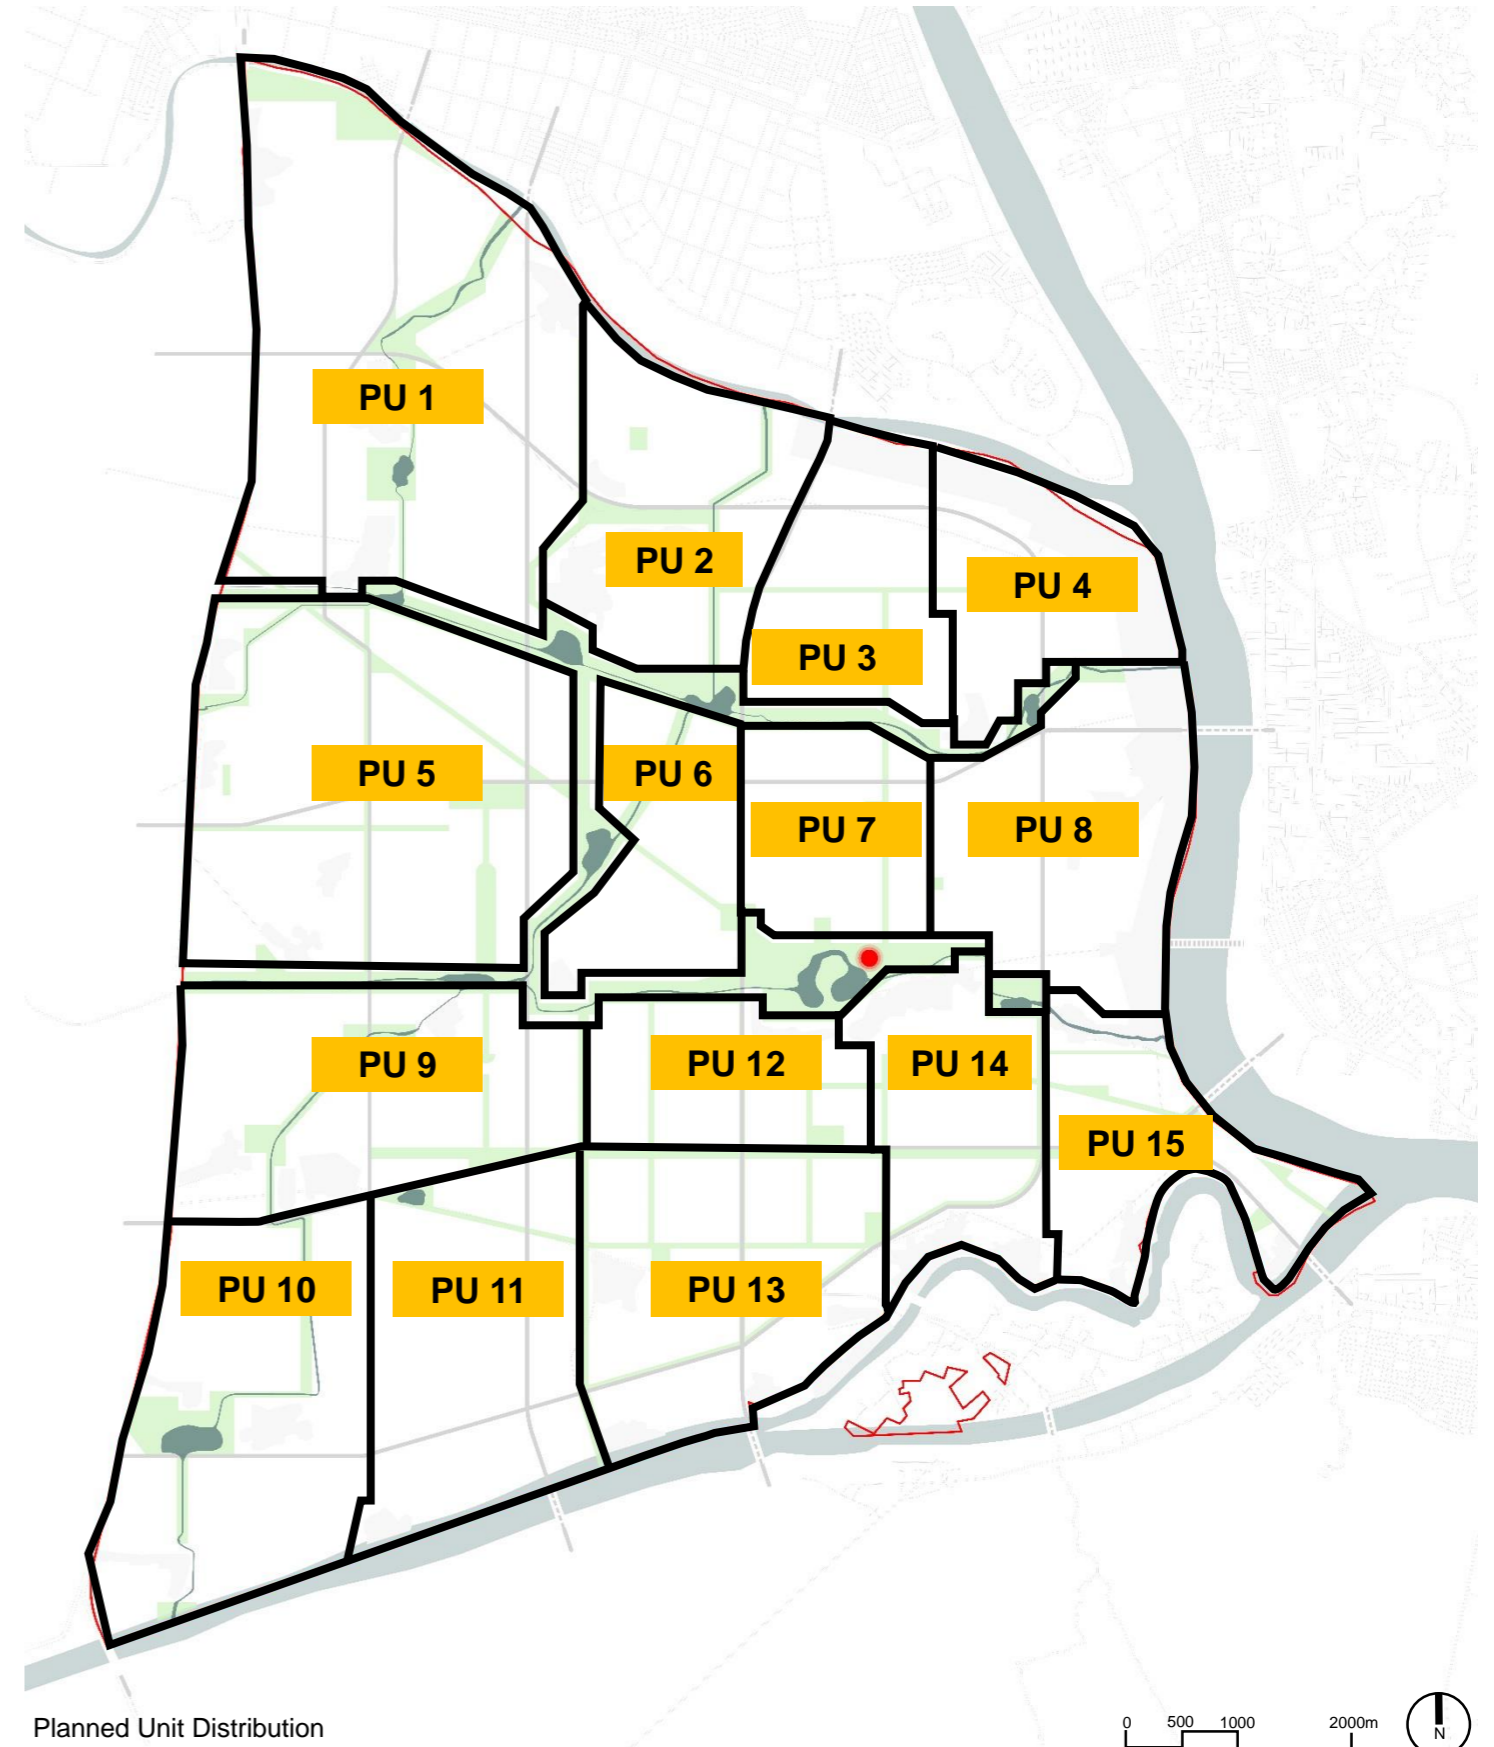 PU 1
PU 2
PU 4
PU 3
PU 5
PU 6
PU 7
PU 8
PU 9
PU 12
PU 14
PU 15
PU 10
PU 11
PU 13
Planned Unit Distribution
0 500 1000 2000m
N